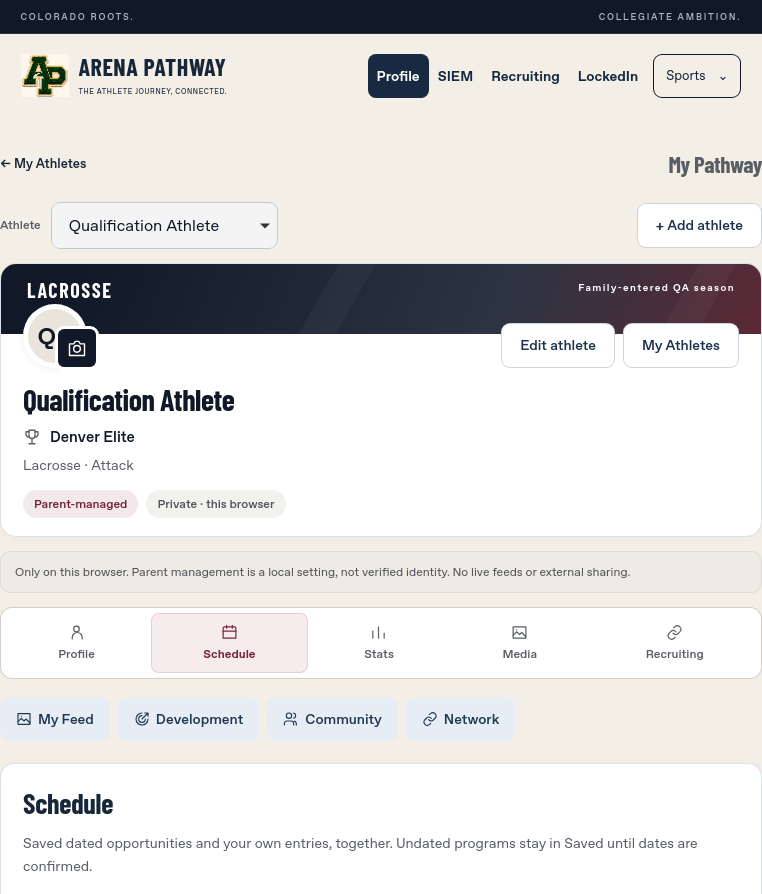 COLORADO ROOTS. COLLEGIATE AMBITION.
AP ARENA PATHWAY
THE ATHLETE JOURNEY, CONNECTED.
Profile SIEM Recruiting LockedIn Sports
← My Athletes My Pathway
Athlete Qualification Athlete + Add athlete
LACROSSE Family-entered QA season
Q
Edit athlete My Athletes
Qualification Athlete
Denver Elite
Lacrosse · Attack
Parent-managed Private · this browser
Only on this browser. Parent management is a local setting, not verified identity. No live feeds or external sharing.
Profile Schedule Stats Media Recruiting
My Feed Development Community Network
Schedule
Saved dated opportunities and your own entries, together. Undated programs stay in Saved until dates are
confirmed.